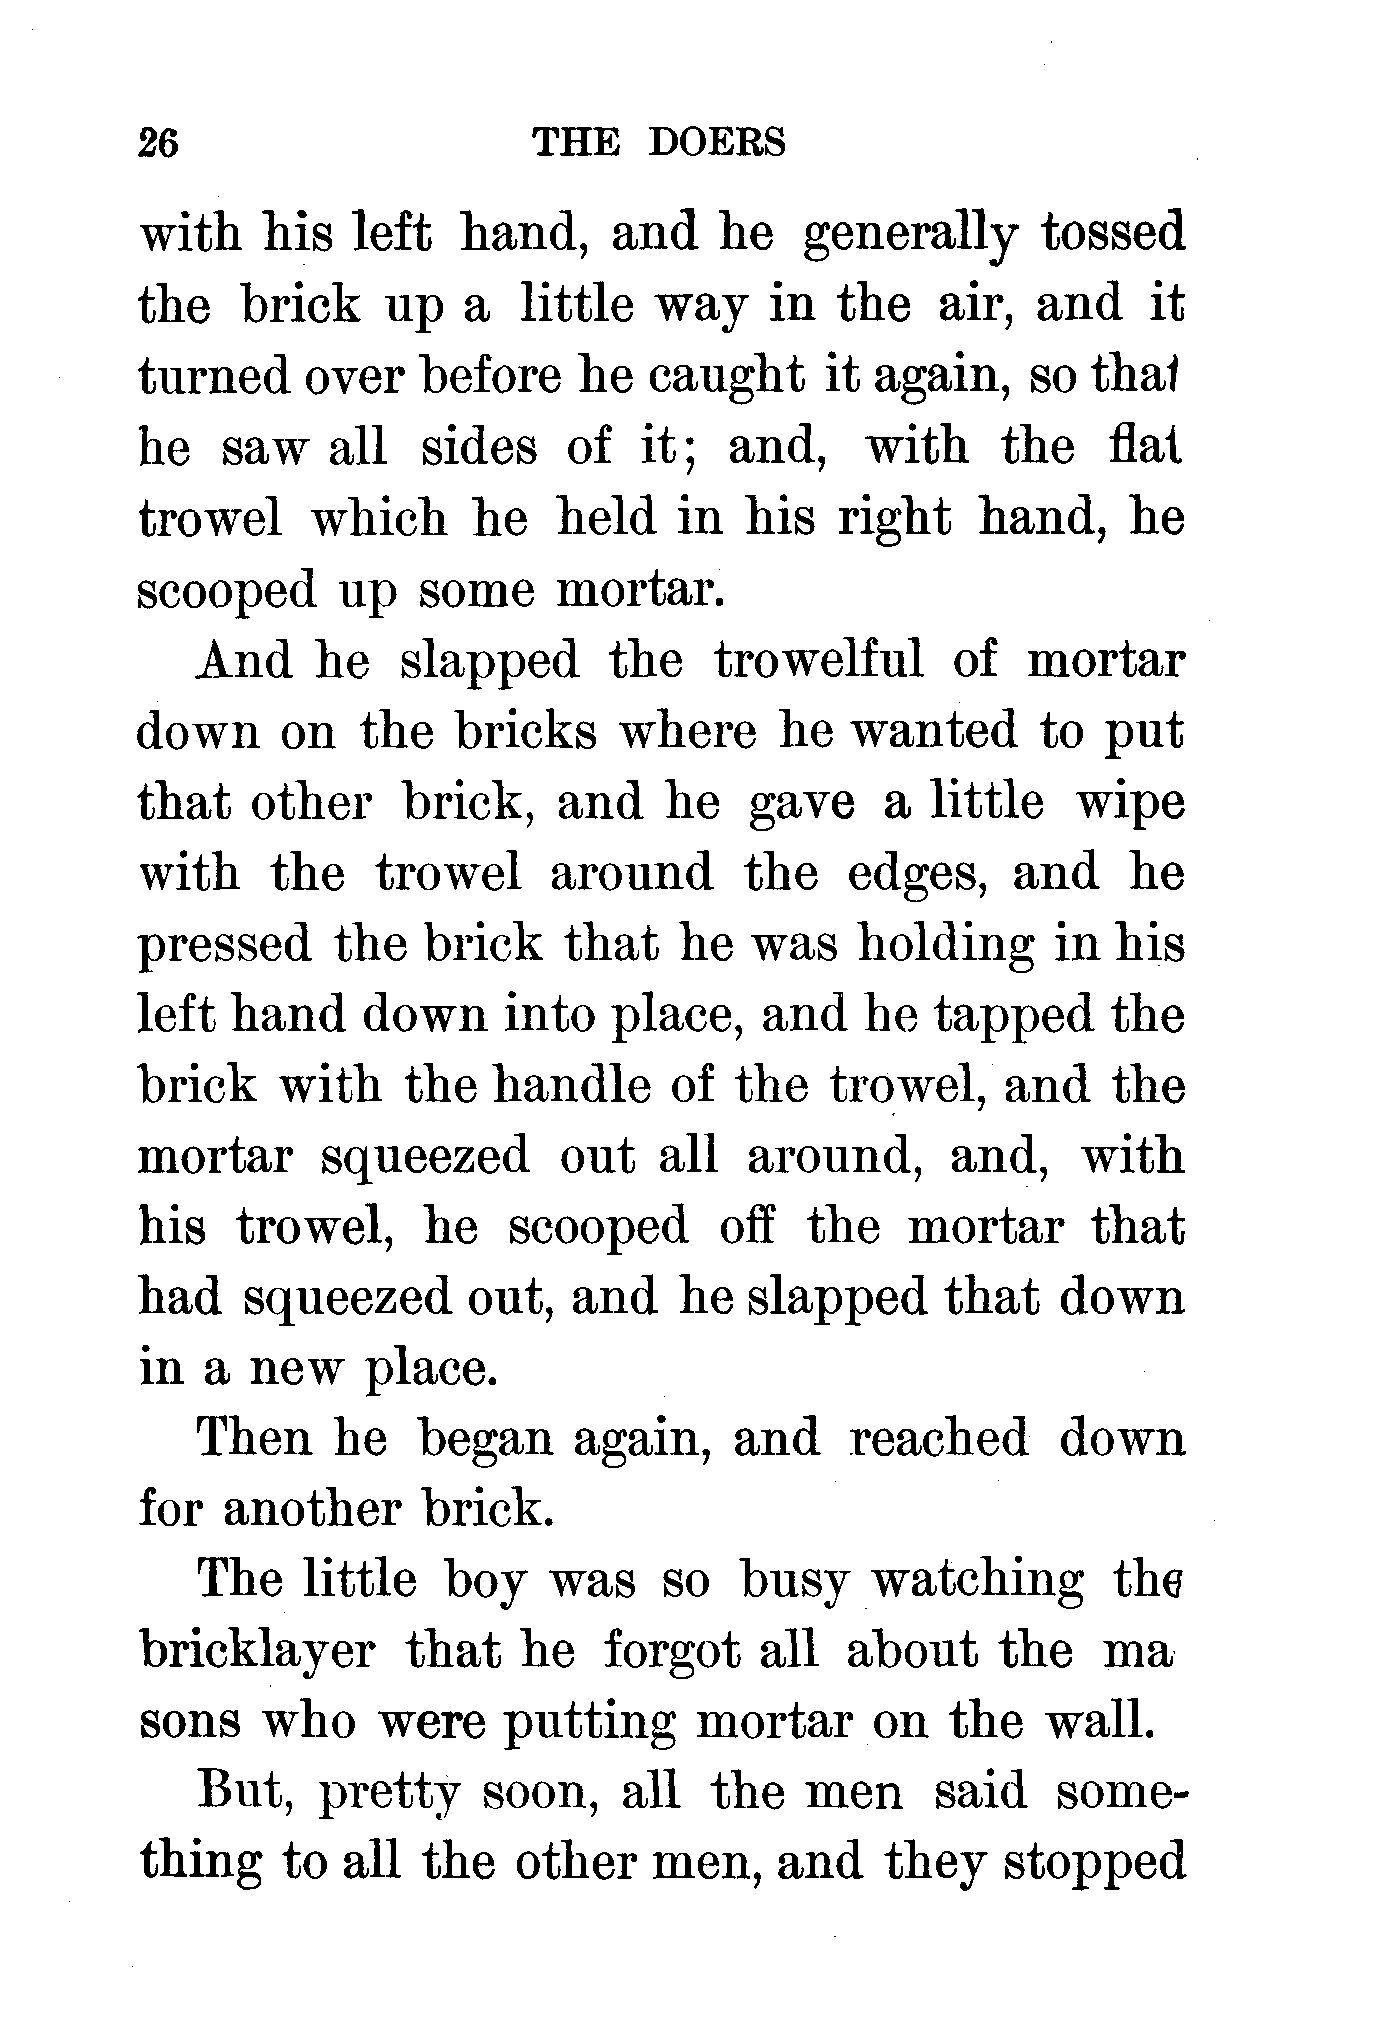 26 THE DOERS
with his left hand, and he generally tossed
the brick up a little way in the air, and it
turned over before he caught it again, so that
he saw all sides of it; and, with the flat
trowel which he held in his right hand, he
scooped up some mortar.
And he slapped the trowelful of mortar
down on the bricks where he wanted to put
that other brick, and he gave a little wipe
with the trowel around the edges, and he
pressed the brick that he was holding in his
left hand down into place, and he tapped the
brick with the handle of the trowel, and the
mortar squeezed out all around, and, with
his trowel, he scooped off the mortar that
had squeezed out, and he slapped that down
in a new place.
Then he began again, and reached down
for another brick.
The little boy was so busy watching the
bricklayer that he forgot all about the ma
sons who were putting mortar on the wall.
But, pretty soon, all the men said some-
thing to all the other men, and they stopped